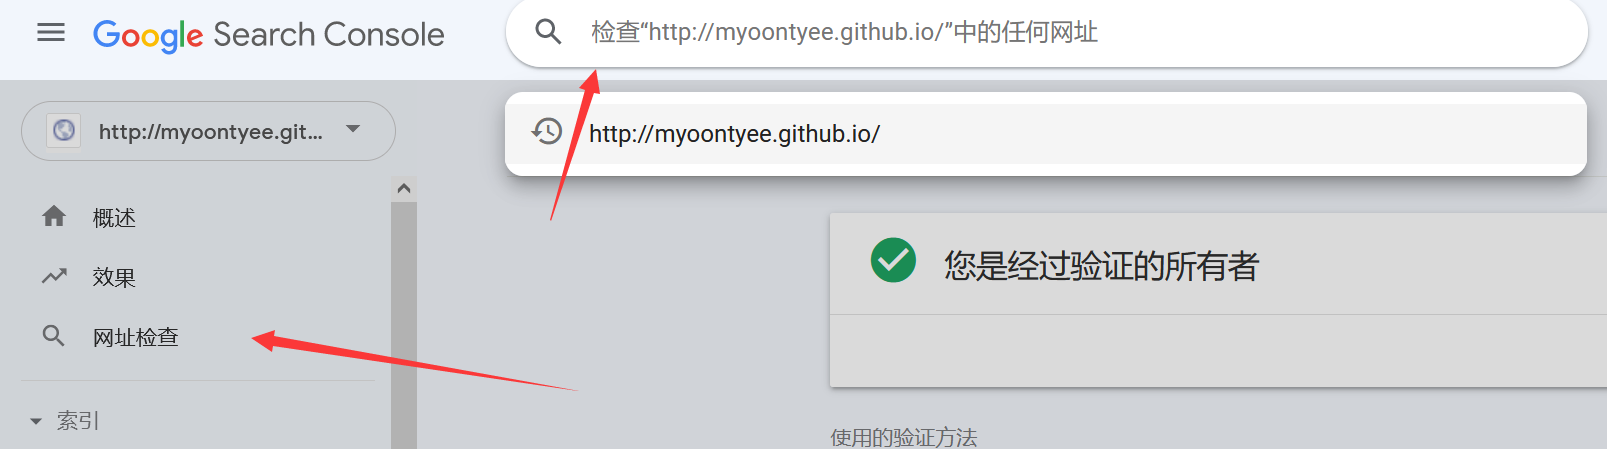 Google Search Console
检查“http://myoontyee.github.io/”中的任何网址
http://myoontyee.git...
http://myoontyee.github.io/
概述
效果
网址检查
索引
您是经过验证的所有者
使用的验证方法